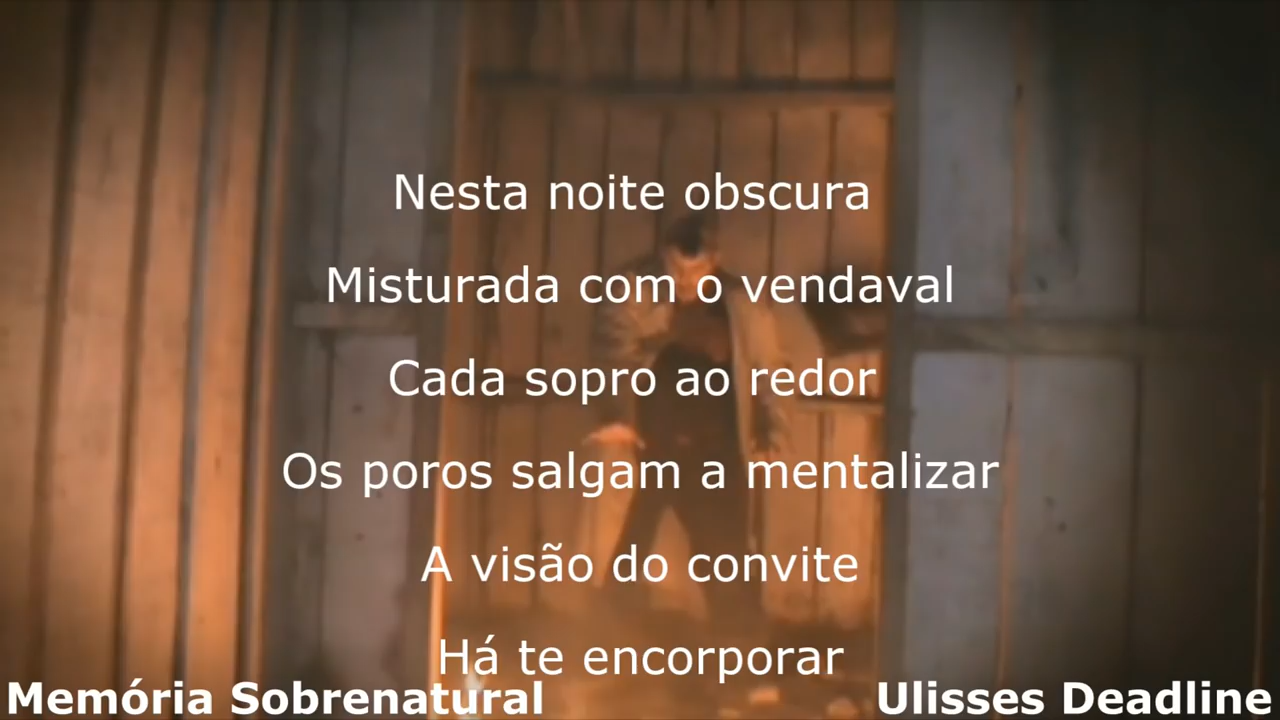 Nesta noite obscura
Misturada com o vendaval
Cada sopro ao redor
Os poros salgam a mentalizar
A visão do convite
Há te encorporar
Memória Sobrenatural
Ulisses Deadline